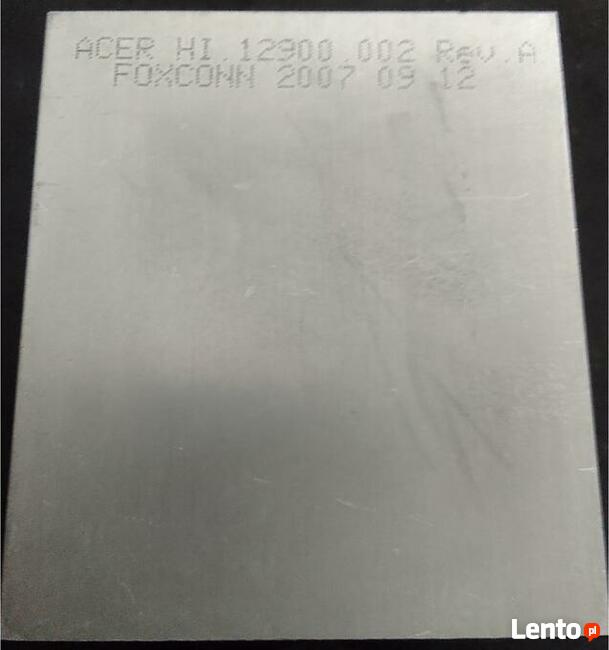 ACER HI.12900.002 Rev.A
FOXCONN 2007 09 12
Lento.pl